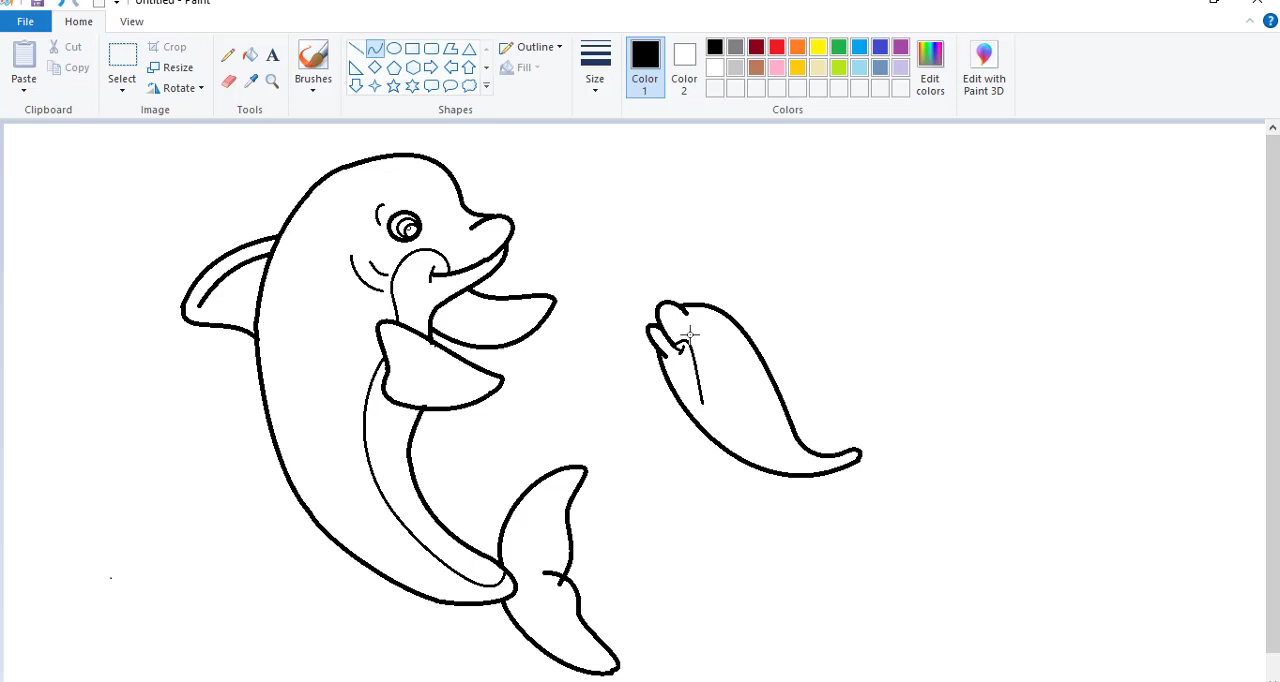 Untitled - Paint
File Home View
Paste
Cut
Copy
Clipboard
Select
Crop
Resize
Rotate
Image
A
Tools
Brushes
Outline
Fill
Shapes
Size
Color 1
Color 2
Edit colors
Colors
Edit with Paint 3D
?